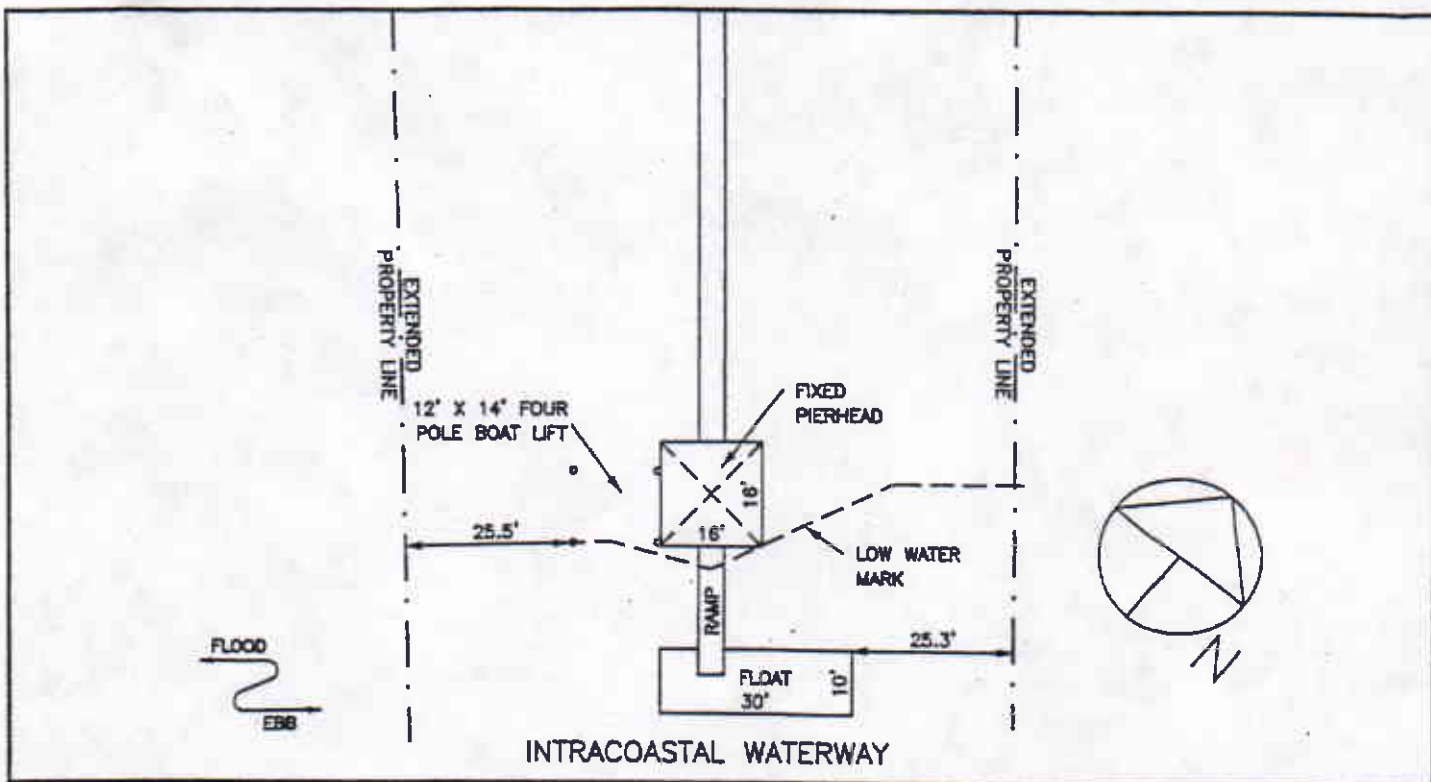 EXTENDED
PROPERTY LINE
EXTENDED
PROPERTY LINE
12' X 14' FOUR
POLE BOAT LIFT
FIXED
PIERHEAD
16'
16'
25.5'
LOW WATER
MARK
RAMP
25.3'
FLOOD
EBB
FLOAT
30'
10'
N
INTRACOASTAL WATERWAY